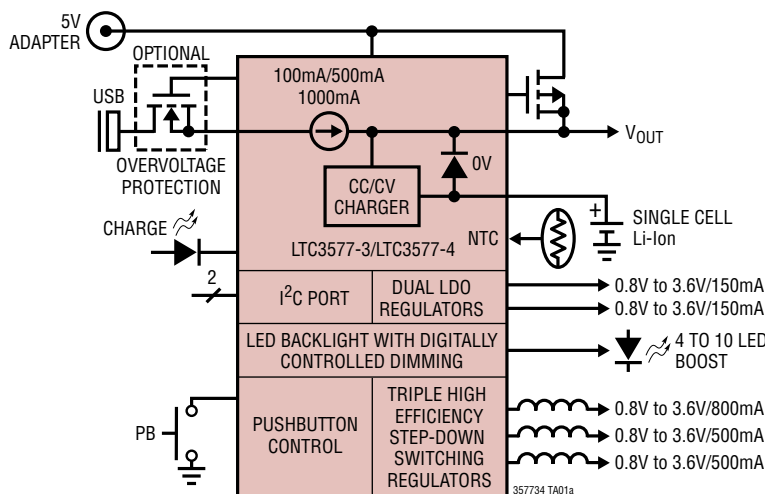 5V
ADAPTER
OPTIONAL
100mA/500mA
1000mA
USB
VOUT
OVERVOLTAGE
PROTECTION
0V
CC/CV
CHARGER
CHARGE
NTC
+
SINGLE CELL
Li-Ion
LTC3577-3/LTC3577-4
2
I2C PORT
DUAL LDO
REGULATORS
0.8V to 3.6V/150mA
0.8V to 3.6V/150mA
LED BACKLIGHT WITH DIGITALLY
CONTROLLED DIMMING
4 TO 10 LED
BOOST
PB
PUSHBUTTON
CONTROL
TRIPLE HIGH
EFFICIENCY
STEP-DOWN
SWITCHING
REGULATORS
0.8V to 3.6V/800mA
0.8V to 3.6V/500mA
0.8V to 3.6V/500mA
357734 TA01a